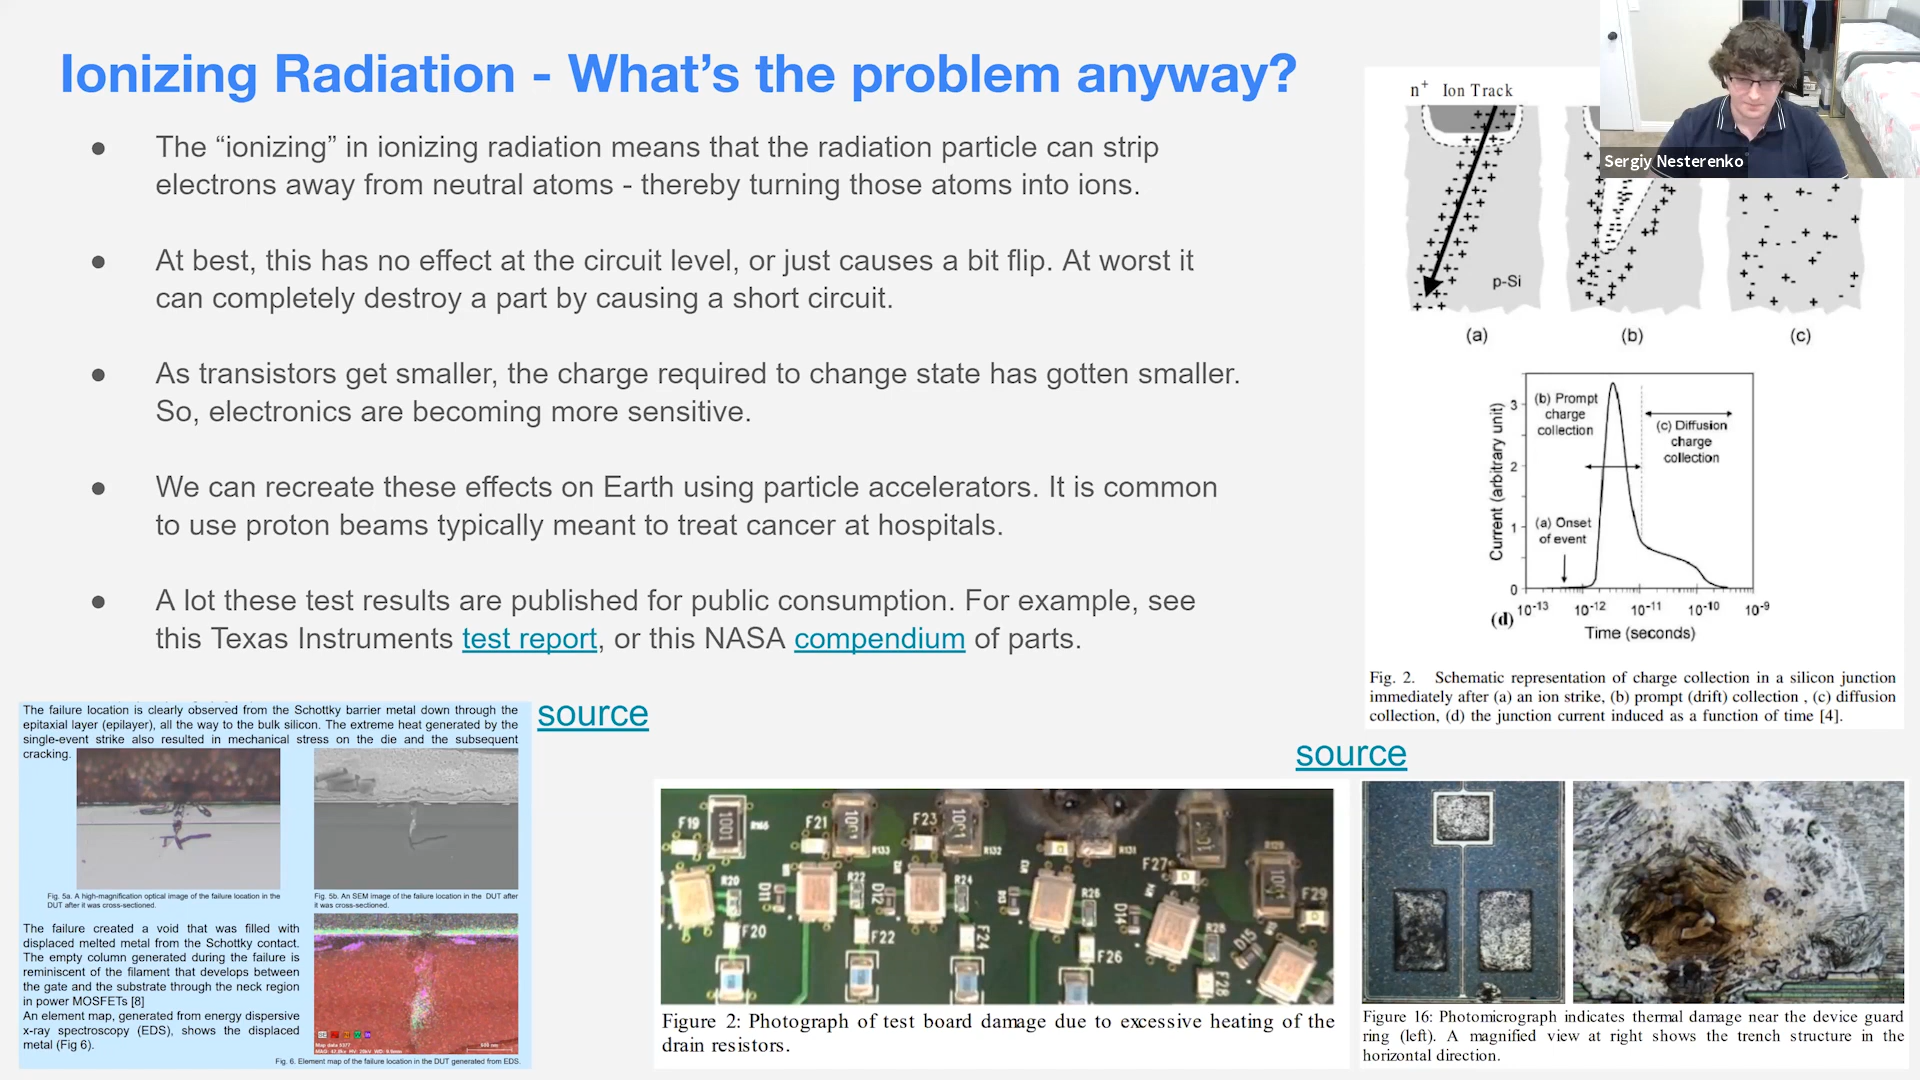 Ionizing Radiation - What’s the problem anyway?
● The “ionizing” in ionizing radiation means that the radiation particle can strip
electrons away from neutral atoms - thereby turning those atoms into ions.
● At best, this has no effect at the circuit level, or just causes a bit flip. At worst it
can completely destroy a part by causing a short circuit.
● As transistors get smaller, the charge required to change state has gotten smaller.
So, electronics are becoming more sensitive.
● We can recreate these effects on Earth using particle accelerators. It is common
to use proton beams typically meant to treat cancer at hospitals.
● A lot these test results are published for public consumption. For example, see
this Texas Instruments test report, or this NASA compendium of parts.
Sergiy Nesterenko
n+ Ion Track
p-Si
(a) (b) (c)
Current (arbitrary unit)
3
2
1
0
(b) Prompt
charge
collection
(c) Diffusion
charge
collection
(a) Onset
of event
10-13 10-12 10-11 10-10 10-9
(d)
Time (seconds)
Fig. 2. Schematic representation of charge collection in a silicon junction
immediately after (a) an ion strike, (b) prompt (drift) collection , (c) diffusion
collection, (d) the junction current induced as a function of time [4].
source
The failure location is clearly observed from the Schottky barrier metal down through the
epitaxial layer (epilayer), all the way to the bulk silicon. The extreme heat generated by the
single-event strike also resulted in mechanical stress on the die and the subsequent
cracking.
Fig. 5a. A high-magnification optical image of the failure location in the
DUT after it was cross-sectioned.
Fig. 5b. An SEM image of the failure location in the DUT after
it was cross-sectioned.
The failure created a void that was filled with
displaced melted metal from the Schottky contact.
The empty column generated during the failure is
reminiscent of the filament that develops between
the gate and the substrate through the neck region
in power MOSFETs [8]
An element map, generated from energy dispersive
x-ray spectroscopy (EDS), shows the displaced
metal (Fig 6).
Fig. 6. Element map of the failure location in the DUT generated from EDS.
source
F19 1001 F21 1001 F23 1001 1001
R133 R132 R131 R129
F27 F29
R20 D11 R22 D12 R24 R26 D14 R28 D15
F20 F22 F24 F26 F28
Figure 2: Photograph of test board damage due to excessive heating of the
drain resistors.
Figure 16: Photomicrograph indicates thermal damage near the device guard
ring (left). A magnified view at right shows the trench structure in the
horizontal direction.